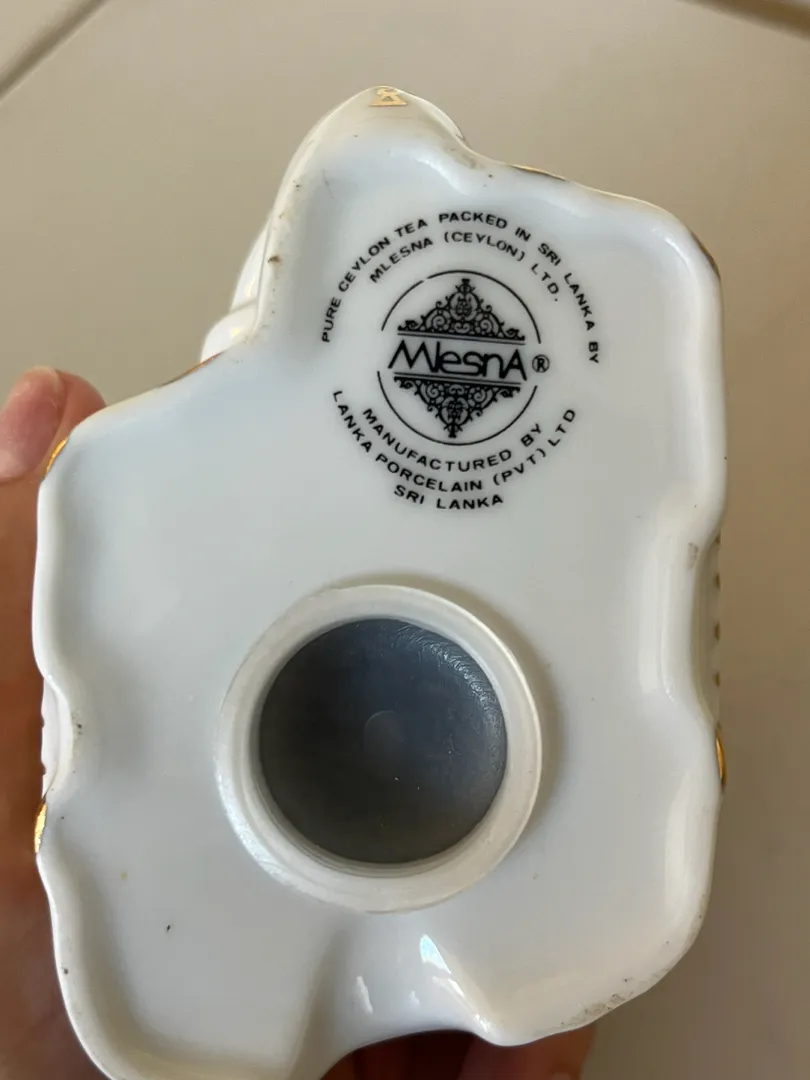 PURE CEYLON TEA PACKED IN SRI LANKA BY
MLESNA (CEYLON) LTD.
MlesnA®
MANUFACTURED BY
LANKA PORCELAIN (PVT) LTD
SRI LANKA